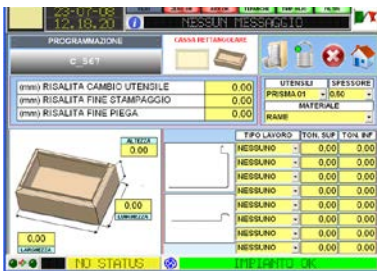 23-07-08
12.18.20
NESSUN MESSAGGIO
PROGRAMMAZIONE
CASSA RETTANGOLARE
C_S67
(mm) RISALITA CAMBIO UTENSILE 0.00
(mm) RISALITA FINE STAMPAGGIO 0.00
(mm) RISALITA FINE PIEGA 0.00
UTENSILI SPESSORE
PRISMA.01 0.50
MATERIALE
RAME
ALTEZZA
0.00
0.00
LUNGHEZZA
0.00
LARGHEZZA
TIPO LAVORO TON. SUP TON. INF
NESSUNO 0.00 0.00
NESSUNO 0.00 0.00
NESSUNO 0.00 0.00
NESSUNO 0.00 0.00
NESSUNO 0.00 0.00
NESSUNO 0.00 0.00
NESSUNO 0.00 0.00
NESSUNO 0.00 0.00
NO STATUS
IMPIANTO OK